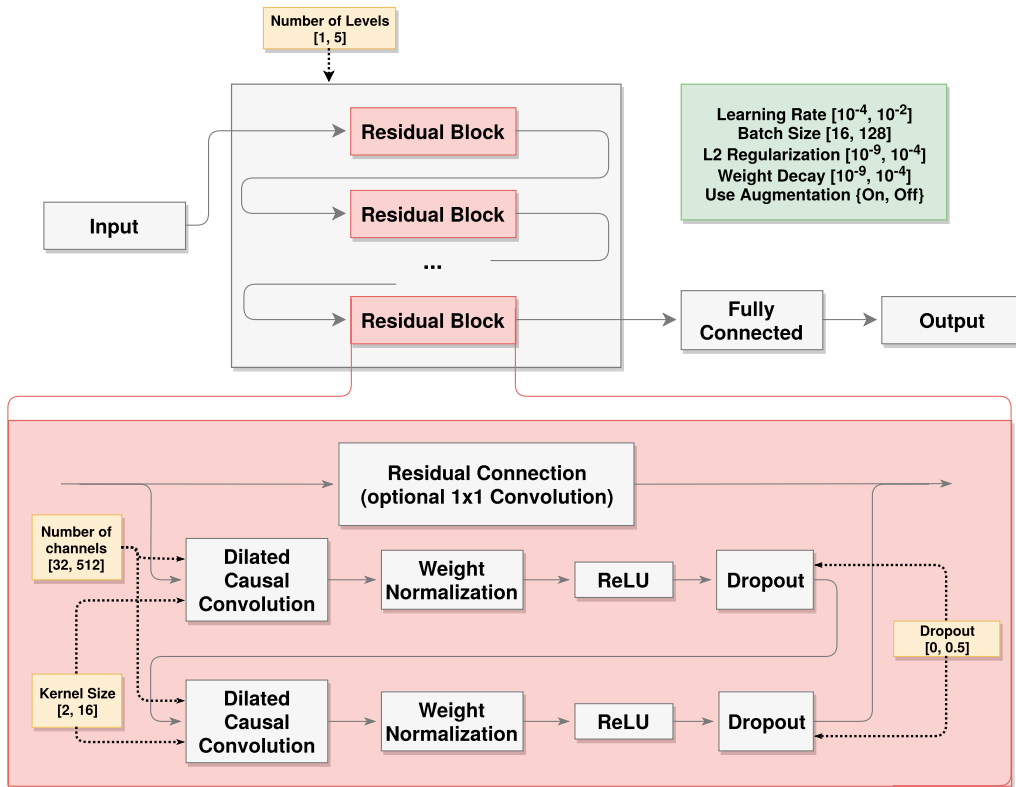 Number of Levels
[1, 5]
Residual Block
Learning Rate [10^-4, 10^-2]
Batch Size [16, 128]
L2 Regularization [10^-9, 10^-4]
Weight Decay [10^-9, 10^-4]
Use Augmentation {On, Off}
Input
Residual Block
...
Residual Block
Fully
Connected
Output
Residual Connection
(optional 1x1 Convolution)
Number of
channels
[32, 512]
Dilated
Causal
Convolution
Weight
Normalization
ReLU
Dropout
Dropout
[0, 0.5]
Kernel Size
[2, 16]
Dilated
Causal
Convolution
Weight
Normalization
ReLU
Dropout